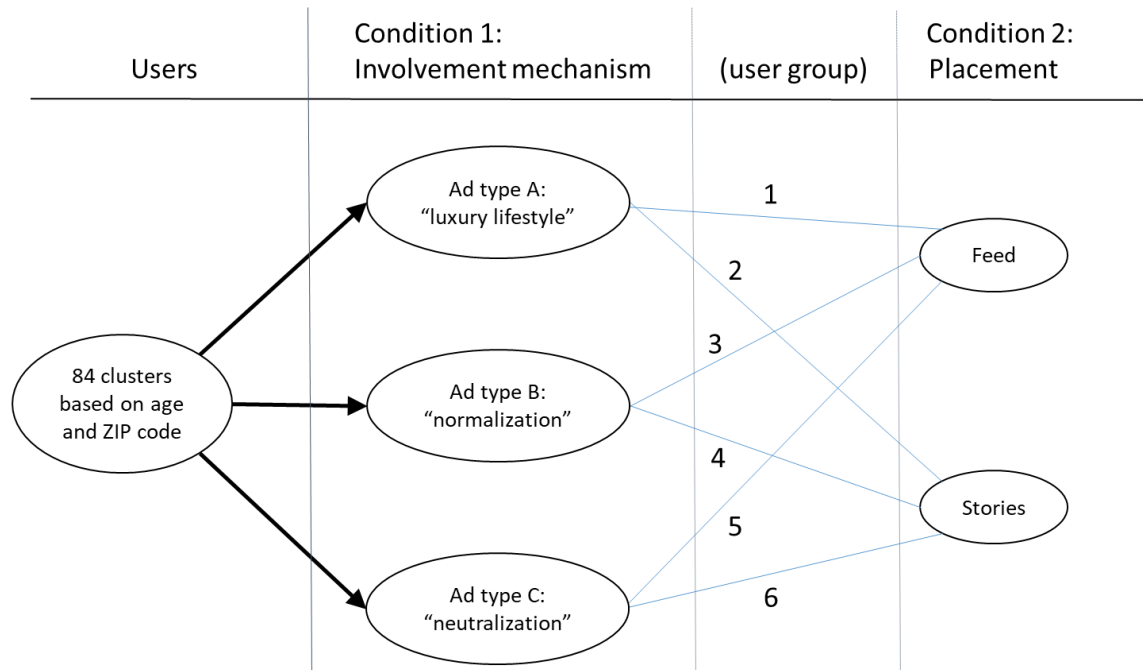 Users
Condition 1:
Involvement mechanism
(user group)
Condition 2:
Placement
84 clusters
based on age
and ZIP code
Ad type A:
“luxury lifestyle”
Ad type B:
“normalization”
Ad type C:
“neutralization”
1
2
3
4
5
6
Feed
Stories